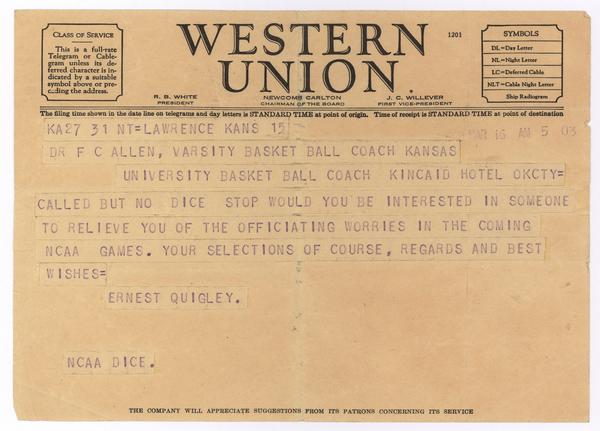 CLASS OF SERVICE
This is a full-rate
Telegram or Cable-
gram unless its de-
ferred character is in-
dicated by a suitable
symbol above or pre-
ceding the address.
WESTERN
UNION
1201
R. B. WHITE
PRESIDENT
NEWCOMB CARLTON
CHAIRMAN OF THE BOARD
J. C. WILLEVER
FIRST VICE-PRESIDENT
SYMBOLS
DL=Day Letter
NL=Night Letter
LC=Deferred Cable
NLT=Cable Night Letter
Ship Radiogram
The filing time shown in the date line on telegrams and day letters is STANDARD TIME at point of origin. Time of receipt is STANDARD TIME at point of destination
KA27 31 NT=LAWRENCE KANS 15
MAR 16 AM 5 03
DR F C ALLEN, VARSITY BASKET BALL COACH KANSAS
UNIVERSITY BASKET BALL COACH KINCAID HOTEL OKCTY=
CALLED BUT NO DICE STOP WOULD YOU BE INTERESTED IN SOMEONE
TO RELIEVE YOU OF THE OFFICIATING WORRIES IN THE COMING
NCAA GAMES. YOUR SELECTIONS OF COURSE, REGARDS AND BEST
WISHES=
ERNEST QUIGLEY.
NCAA DICE.
THE COMPANY WILL APPRECIATE SUGGESTIONS FROM ITS PATRONS CONCERNING ITS SERVICE